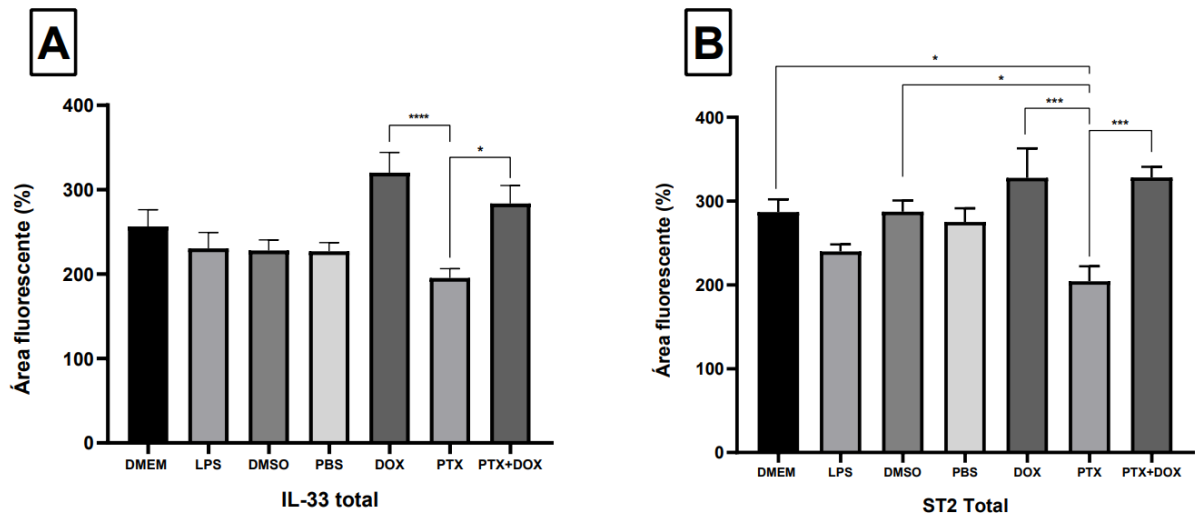 A
Área fluorescente (%)
400
300
200
100
0
****
*
DMEM LPS DMSO PBS DOX PTX PTX+DOX
IL-33 total
B
Área fluorescente (%)
400
300
200
100
0
*
*
***
***
DMEM LPS DMSO PBS DOX PTX PTX+DOX
ST2 Total